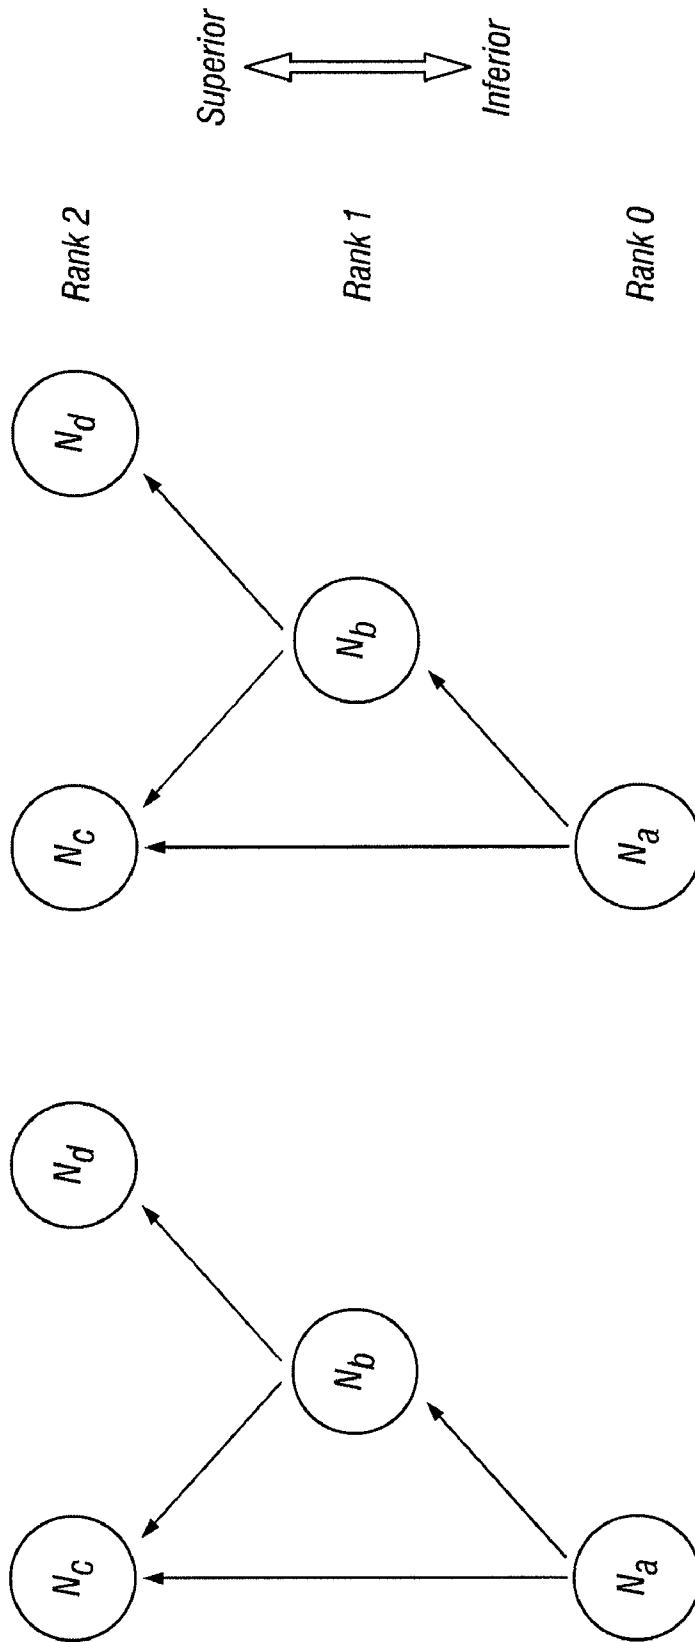 N_c
N_d
N_c
N_d
Rank 2
Superior
N_b
N_b
Rank 1
Inferior
N_a
N_a
Rank 0